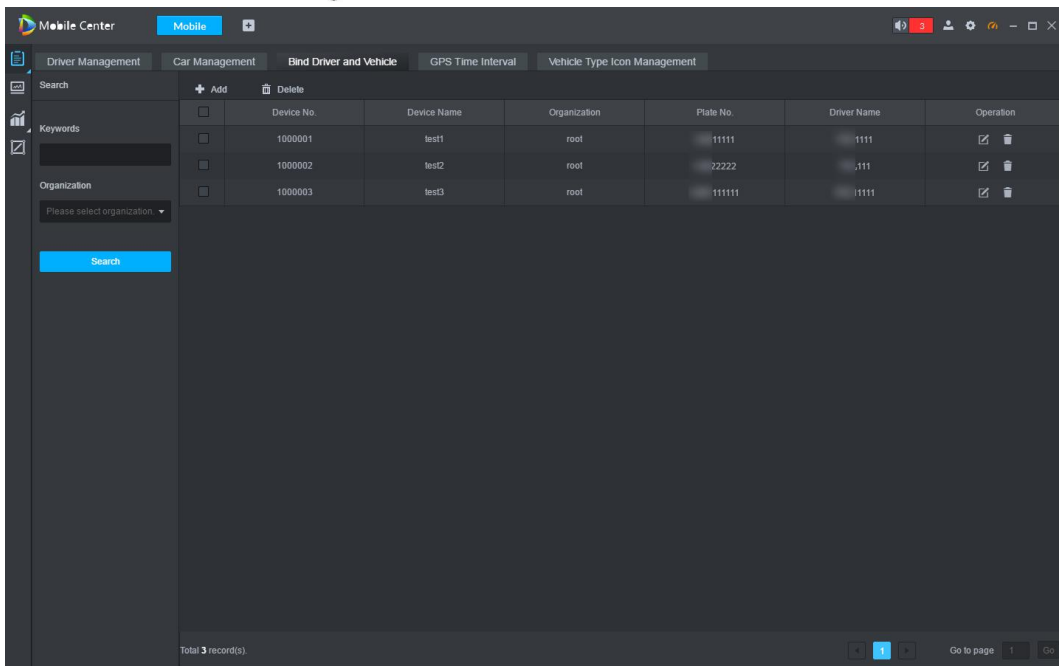 Mobile Center Mobile 3
Driver Management Car Management Bind Driver and Vehicle GPS Time Interval Vehicle Type Icon Management
Search
Add Delete
Device No. Device Name Organization Plate No. Driver Name Operation
Keywords
1000001 test1 root 11111 1111
1000002 test2 root 22222 ,111
Organization
1000003 test3 root 111111 1111
Please select organization.
Search
Total 3 record(s). 1 Go to page 1 Go